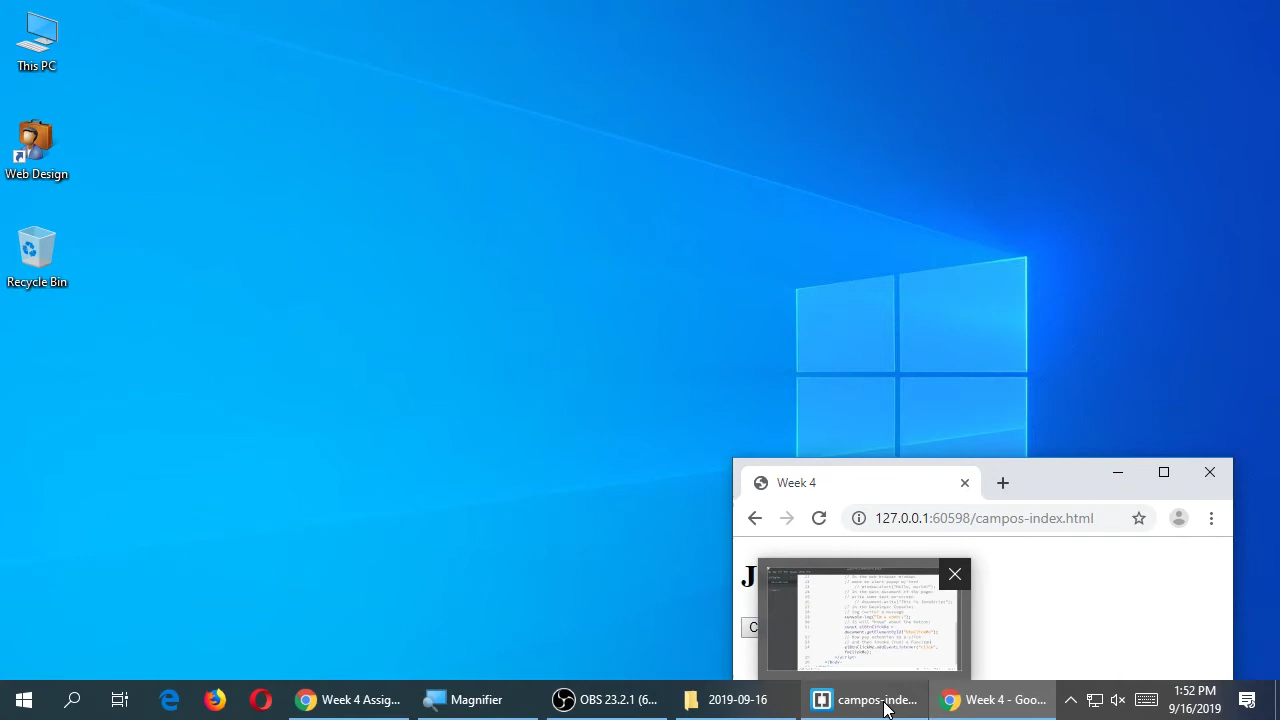 This PC
Web Design
Recycle Bin
Week 4
127.0.0.1:60598/campos-index.html
J
Week 4 Assig...
Magnifier
OBS 23.2.1 (6...
2019-09-16
campos-inde...
Week 4 - Goo...
1:52 PM
9/16/2019